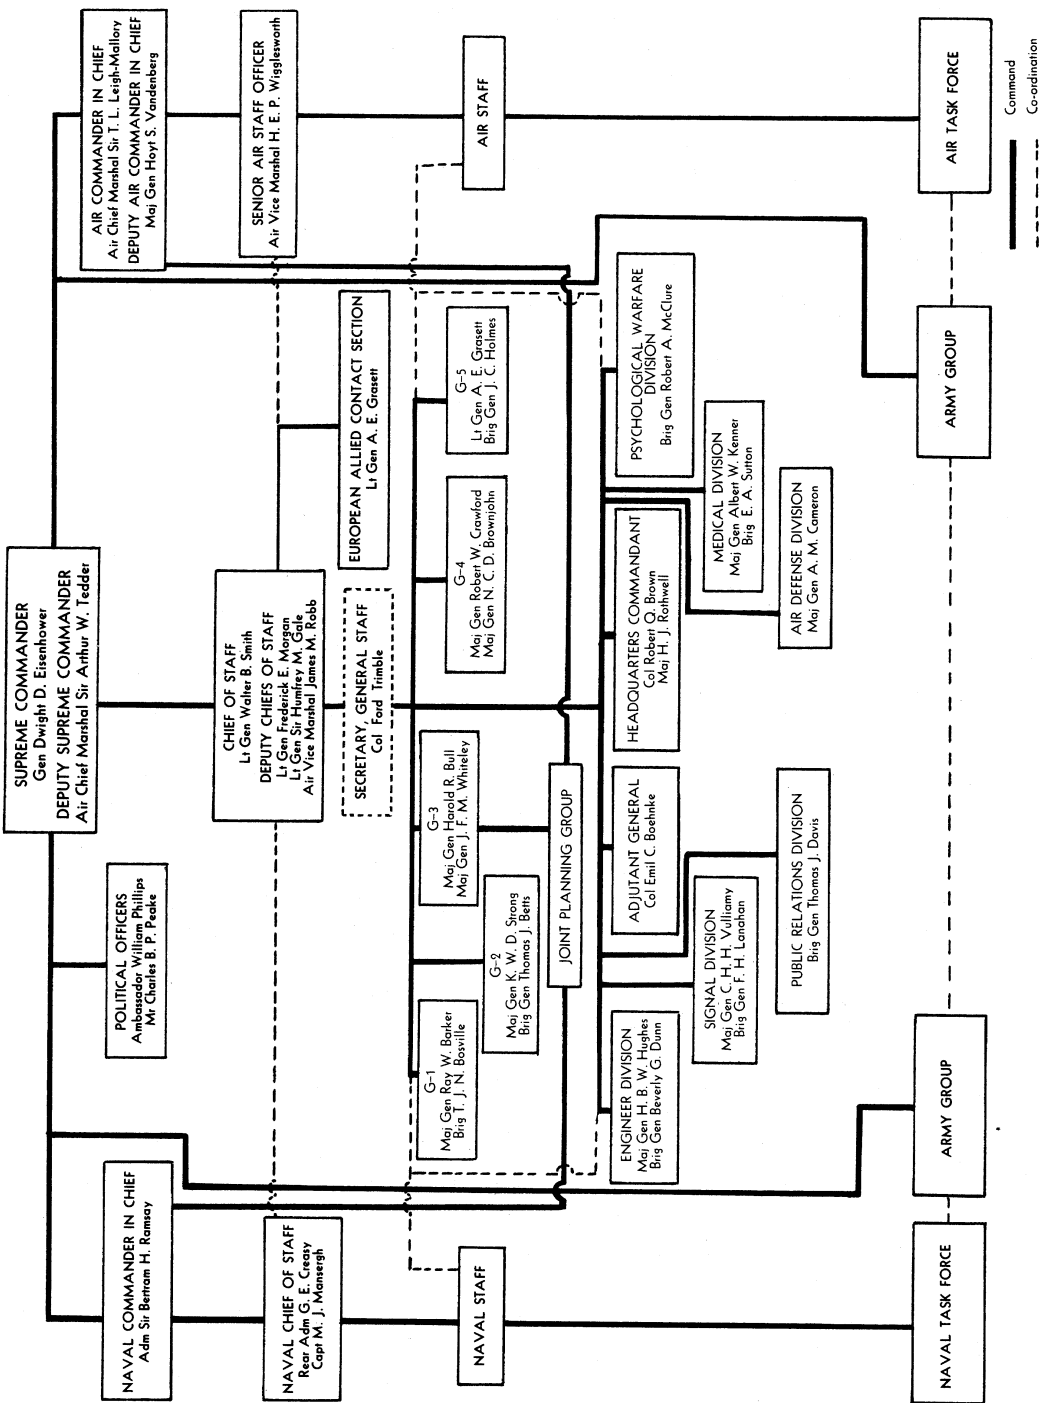 SUPREME COMMANDER
Gen Dwight D. Eisenhower
DEPUTY SUPREME COMMANDER
Air Chief Marshal Sir Arthur W. Tedder
NAVAL COMMANDER IN CHIEF
Adm Sir Bertram H. Ramsay
POLITICAL OFFICERS
Ambassador William Phillips
Mr Charles B. P. Peake
AIR COMMANDER IN CHIEF
Air Chief Marshal Sir T. L. Leigh-Mallory
DEPUTY AIR COMMANDER IN CHIEF
Maj Gen Hoyt S. Vandenberg
NAVAL CHIEF OF STAFF
Rear Adm G. E. Creasy
Capt M. J. Mansergh
CHIEF OF STAFF
Lt Gen Walter B. Smith
DEPUTY CHIEFS OF STAFF
Lt Gen Frederick E. Morgan
Lt Gen Sir Humfrey M. Gale
Air Vice Marshal James M. Robb
SENIOR AIR STAFF OFFICER
Air Vice Marshal H. E. P. Wigglesworth
SECRETARY, GENERAL STAFF
Col Ford Trimble
EUROPEAN ALLIED CONTACT SECTION
Lt Gen A. E. Grasett
NAVAL STAFF
G-1
Maj Gen Ray W. Barker
Brig T. J. N. Bosville
G-2
Maj Gen K. W. D. Strong
Brig Gen Thomas J. Betts
G-3
Maj Gen Harold R. Bull
Maj Gen J. F. M. Whiteley
G-4
Maj Gen Robert W. Crawford
Maj Gen N. C. D. Brownjohn
G-5
Lt Gen A. E. Grasett
Brig Gen J. C. Holmes
AIR STAFF
JOINT PLANNING GROUP
ENGINEER DIVISION
Maj Gen H. B. W. Hughes
Brig Gen Beverly G. Dunn
SIGNAL DIVISION
Maj Gen C. H. H. Vulliamy
Brig Gen F. H. Lanahan
ADJUTANT GENERAL
Col Emil C. Boehnke
PUBLIC RELATIONS DIVISION
Brig Gen Thomas J. Davis
HEADQUARTERS COMMANDANT
Col Robert Q. Brown
Maj H. J. Rothwell
AIR DEFENSE DIVISION
Maj Gen A. M. Cameron
MEDICAL DIVISION
Maj Gen Albert W. Kenner
Brig E. A. Sutton
PSYCHOLOGICAL WARFARE
DIVISION
Brig Gen Robert A. McClure
NAVAL TASK FORCE
ARMY GROUP
ARMY GROUP
AIR TASK FORCE
Command
Co-ordination